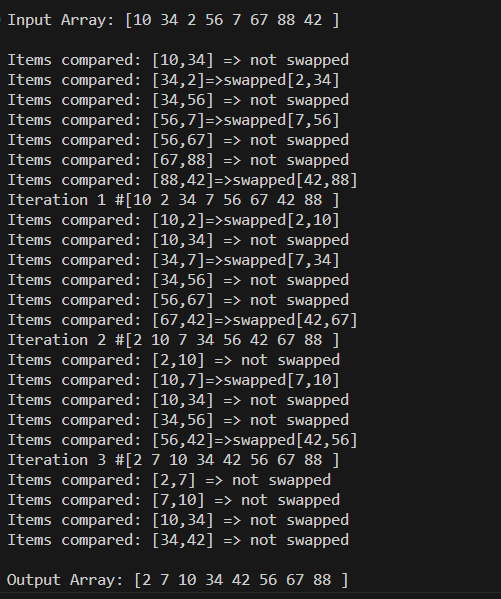 Input Array: [10 34 2 56 7 67 88 42 ]
Items compared: [10,34] => not swapped
Items compared: [34,2]=>swapped[2,34]
Items compared: [34,56] => not swapped
Items compared: [56,7]=>swapped[7,56]
Items compared: [56,67] => not swapped
Items compared: [67,88] => not swapped
Items compared: [88,42]=>swapped[42,88]
Iteration 1 #[10 2 34 7 56 67 42 88 ]
Items compared: [10,2]=>swapped[2,10]
Items compared: [10,34] => not swapped
Items compared: [34,7]=>swapped[7,34]
Items compared: [34,56] => not swapped
Items compared: [56,67] => not swapped
Items compared: [67,42]=>swapped[42,67]
Iteration 2 #[2 10 7 34 56 42 67 88 ]
Items compared: [2,10] => not swapped
Items compared: [10,7]=>swapped[7,10]
Items compared: [10,34] => not swapped
Items compared: [34,56] => not swapped
Items compared: [56,42]=>swapped[42,56]
Iteration 3 #[2 7 10 34 42 56 67 88 ]
Items compared: [2,7] => not swapped
Items compared: [7,10] => not swapped
Items compared: [10,34] => not swapped
Items compared: [34,42] => not swapped
Output Array: [2 7 10 34 42 56 67 88 ]